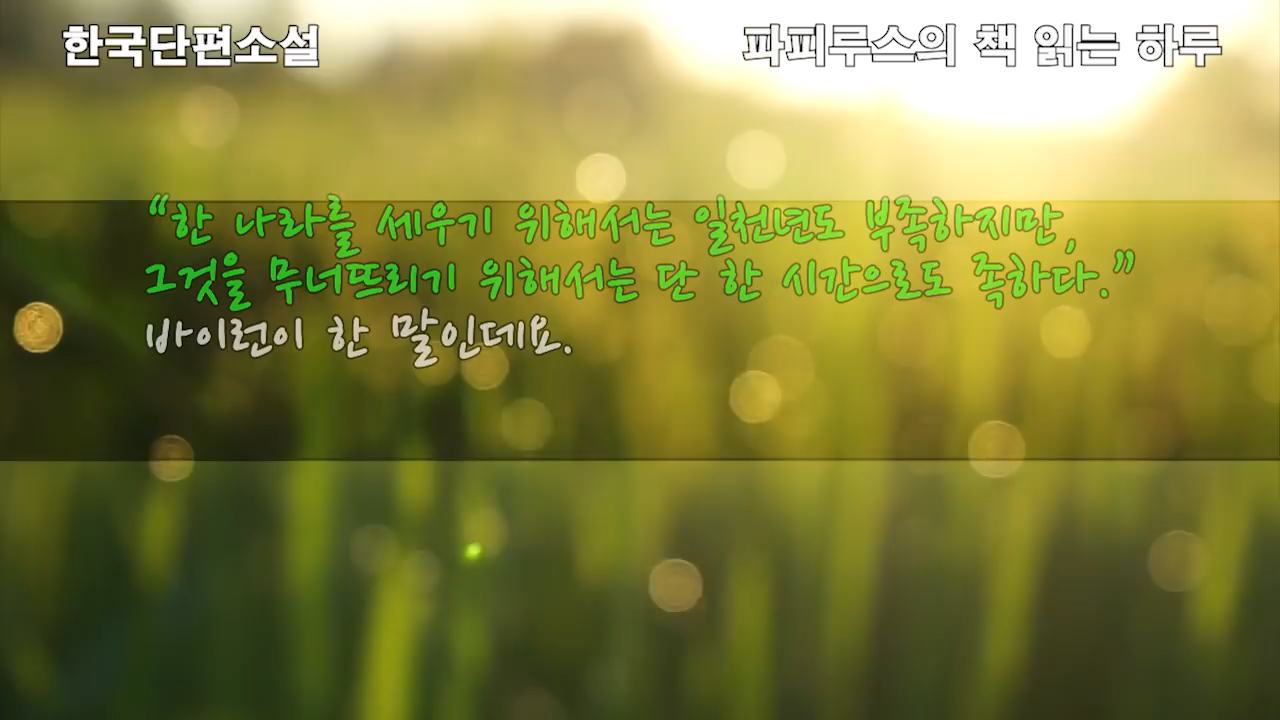 한국단편소설
파피루스의 책 읽는 하루
“한 나라를 세우기 위해서는 일천년도 부족하지만,
그것을 무너뜨리기 위해서는 단 한 시간으로도 족하다.”
바이런이 한 말인데요.